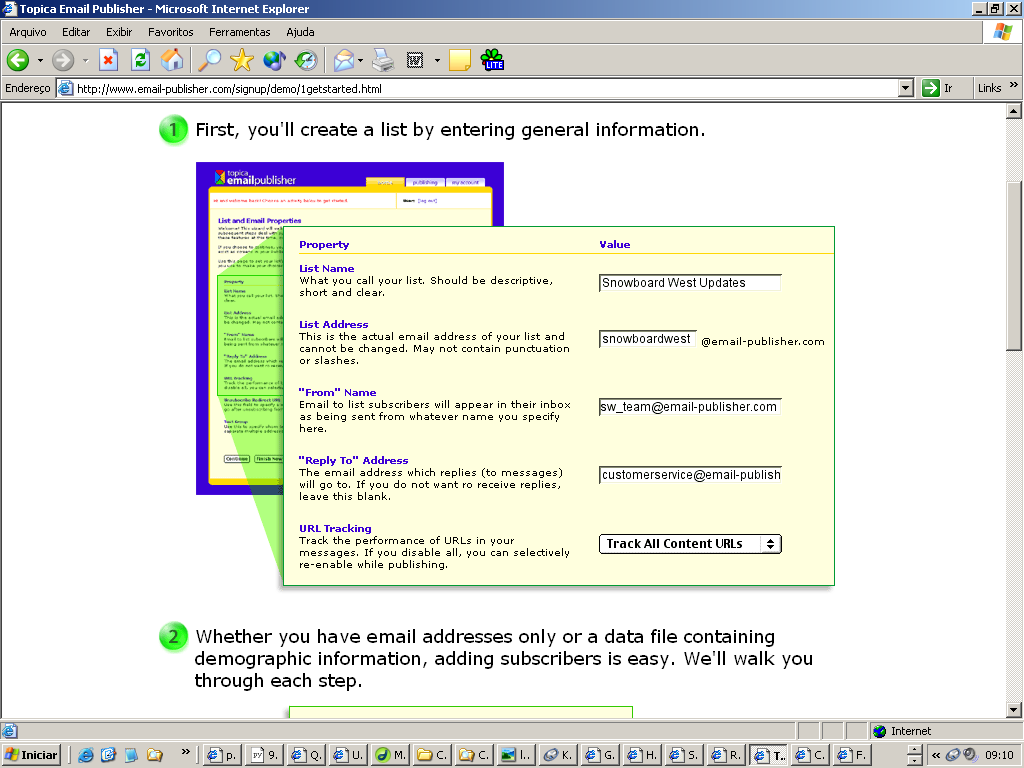 Topica Email Publisher - Microsoft Internet Explorer
Arquivo Editar Exibir Favoritos Ferramentas Ajuda
LITE
Endereço http://www.email-publisher.com/signup/demo/1getstarted.html Ir Links »
1 First, you'll create a list by entering general information.
topica
emailpublisher
publishing my account
List and Email Properties
Property Value
List Name
What you call your list. Should be descriptive,
short and clear.
Snowboard West Updates
List Address
This is the actual email address of your list and
cannot be changed. May not contain punctuation
or slashes.
snowboardwest @email-publisher.com
"From" Name
Email to list subscribers will appear in their inbox
as being sent from whatever name you specify
here.
sw_team@email-publisher.com
"Reply To" Address
The email address which replies (to messages)
will go to. If you do not want ro receive replies,
leave this blank.
customerservice@email-publish
URL Tracking
Track the performance of URLs in your
messages. If you disable all, you can selectively
re-enable while publishing.
Track All Content URLs
2 Whether you have email addresses only or a data file containing
demographic information, adding subscribers is easy. We'll walk you
through each step.
Internet
Iniciar » p. 9. Q. U. M. C. C. I.. K. G. H. S. R. T.. C. F. « 09:10